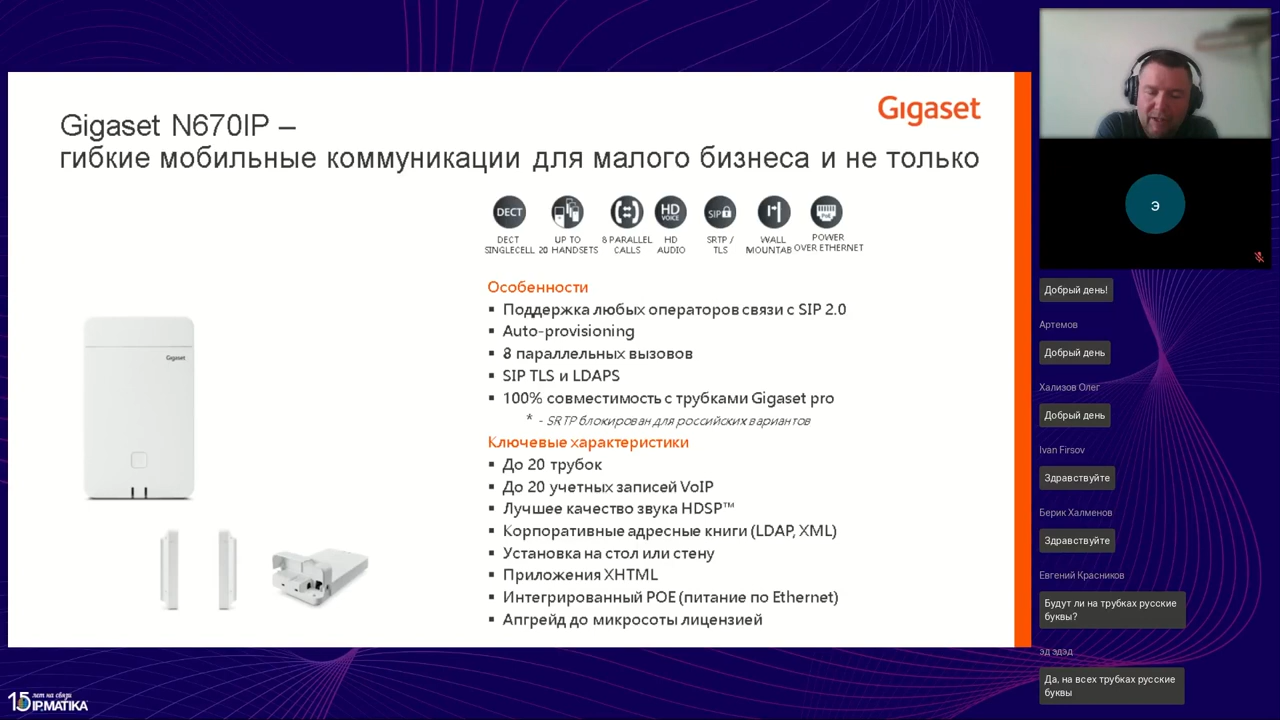 Gigaset N670IP –
гибкие мобильные коммуникации для малого бизнеса и не только
Gigaset
DECT
HD
VOICE
SIP
PoE
DECT
SINGLECELL
UP TO
20 HANDSETS
8 PARALLEL
CALLS
HD
AUDIO
SRTP /
TLS
WALL
MOUNTAB
POWER
OVER ETHERNET
Особенности
▪ Поддержка любых операторов связи с SIP 2.0
▪ Auto-provisioning
▪ 8 параллельных вызовов
▪ SIP TLS и LDAPS
▪ 100% совместимость с трубками Gigaset pro
* - SRTP блокирован для российских вариантов
Ключевые характеристики
▪ До 20 трубок
▪ До 20 учетных записей VoIP
▪ Лучшее качество звука HDSP™
▪ Корпоративные адресные книги (LDAP, XML)
▪ Установка на стол или стену
▪ Приложения XHTML
▪ Интегрированный POE (питание по Ethernet)
▪ Апгрейд до микросоты лицензией
Gigaset
15 лет на связи
IPMATIKA
э
Добрый день!
Артемов
Добрый день
Хализов Олег
Добрый день
Ivan Firsov
Здравствуйте
Берик Халменов
Здравствуйте
Евгений Красников
Будут ли на трубках русские
буквы?
эд эдэд
Да, на всех трубках русские
буквы